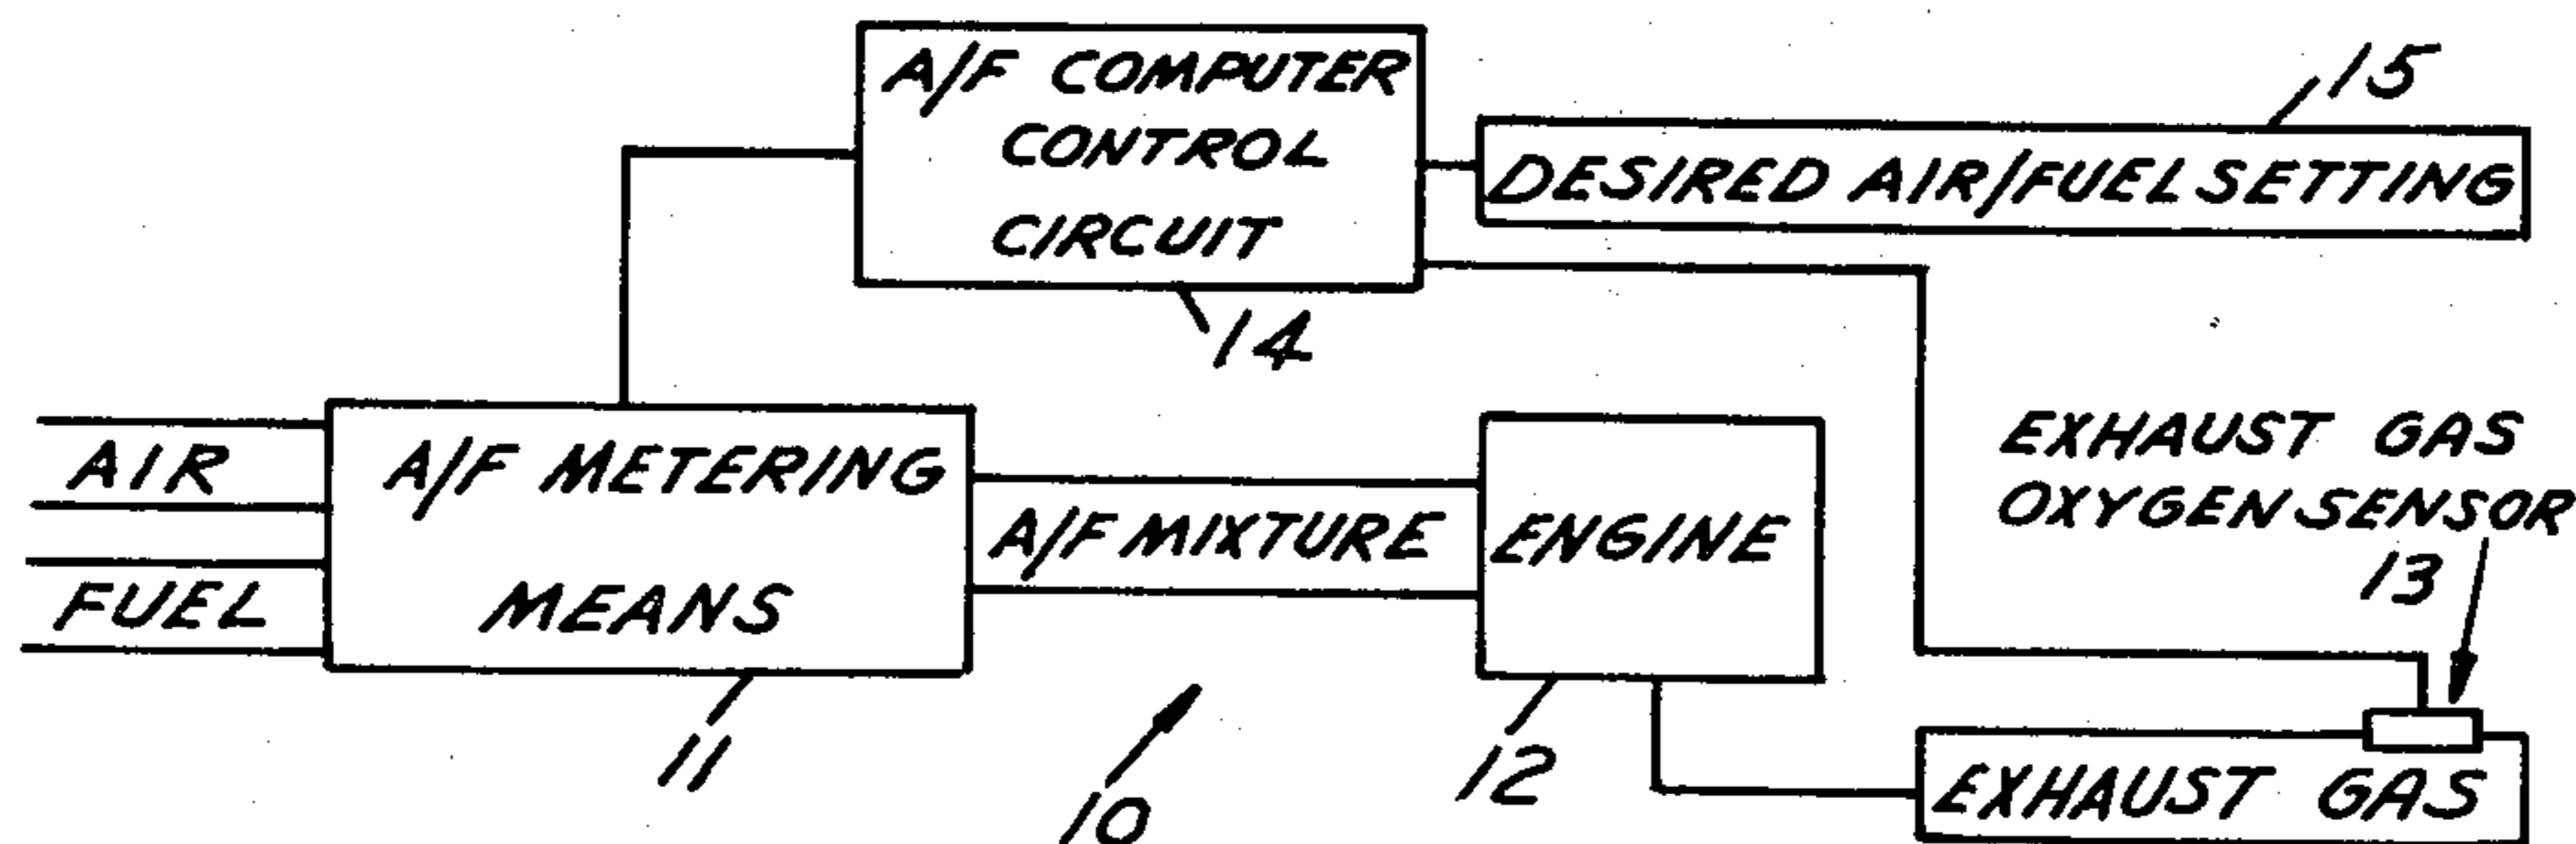 A/F COMPUTER
CONTROL
CIRCUIT
14
15
DESIRED AIR/FUEL SETTING
AIR
FUEL
A/F METERING
MEANS
11
A/F MIXTURE
10
ENGINE
12
EXHAUST GAS
OXYGEN SENSOR
13
EXHAUST GAS